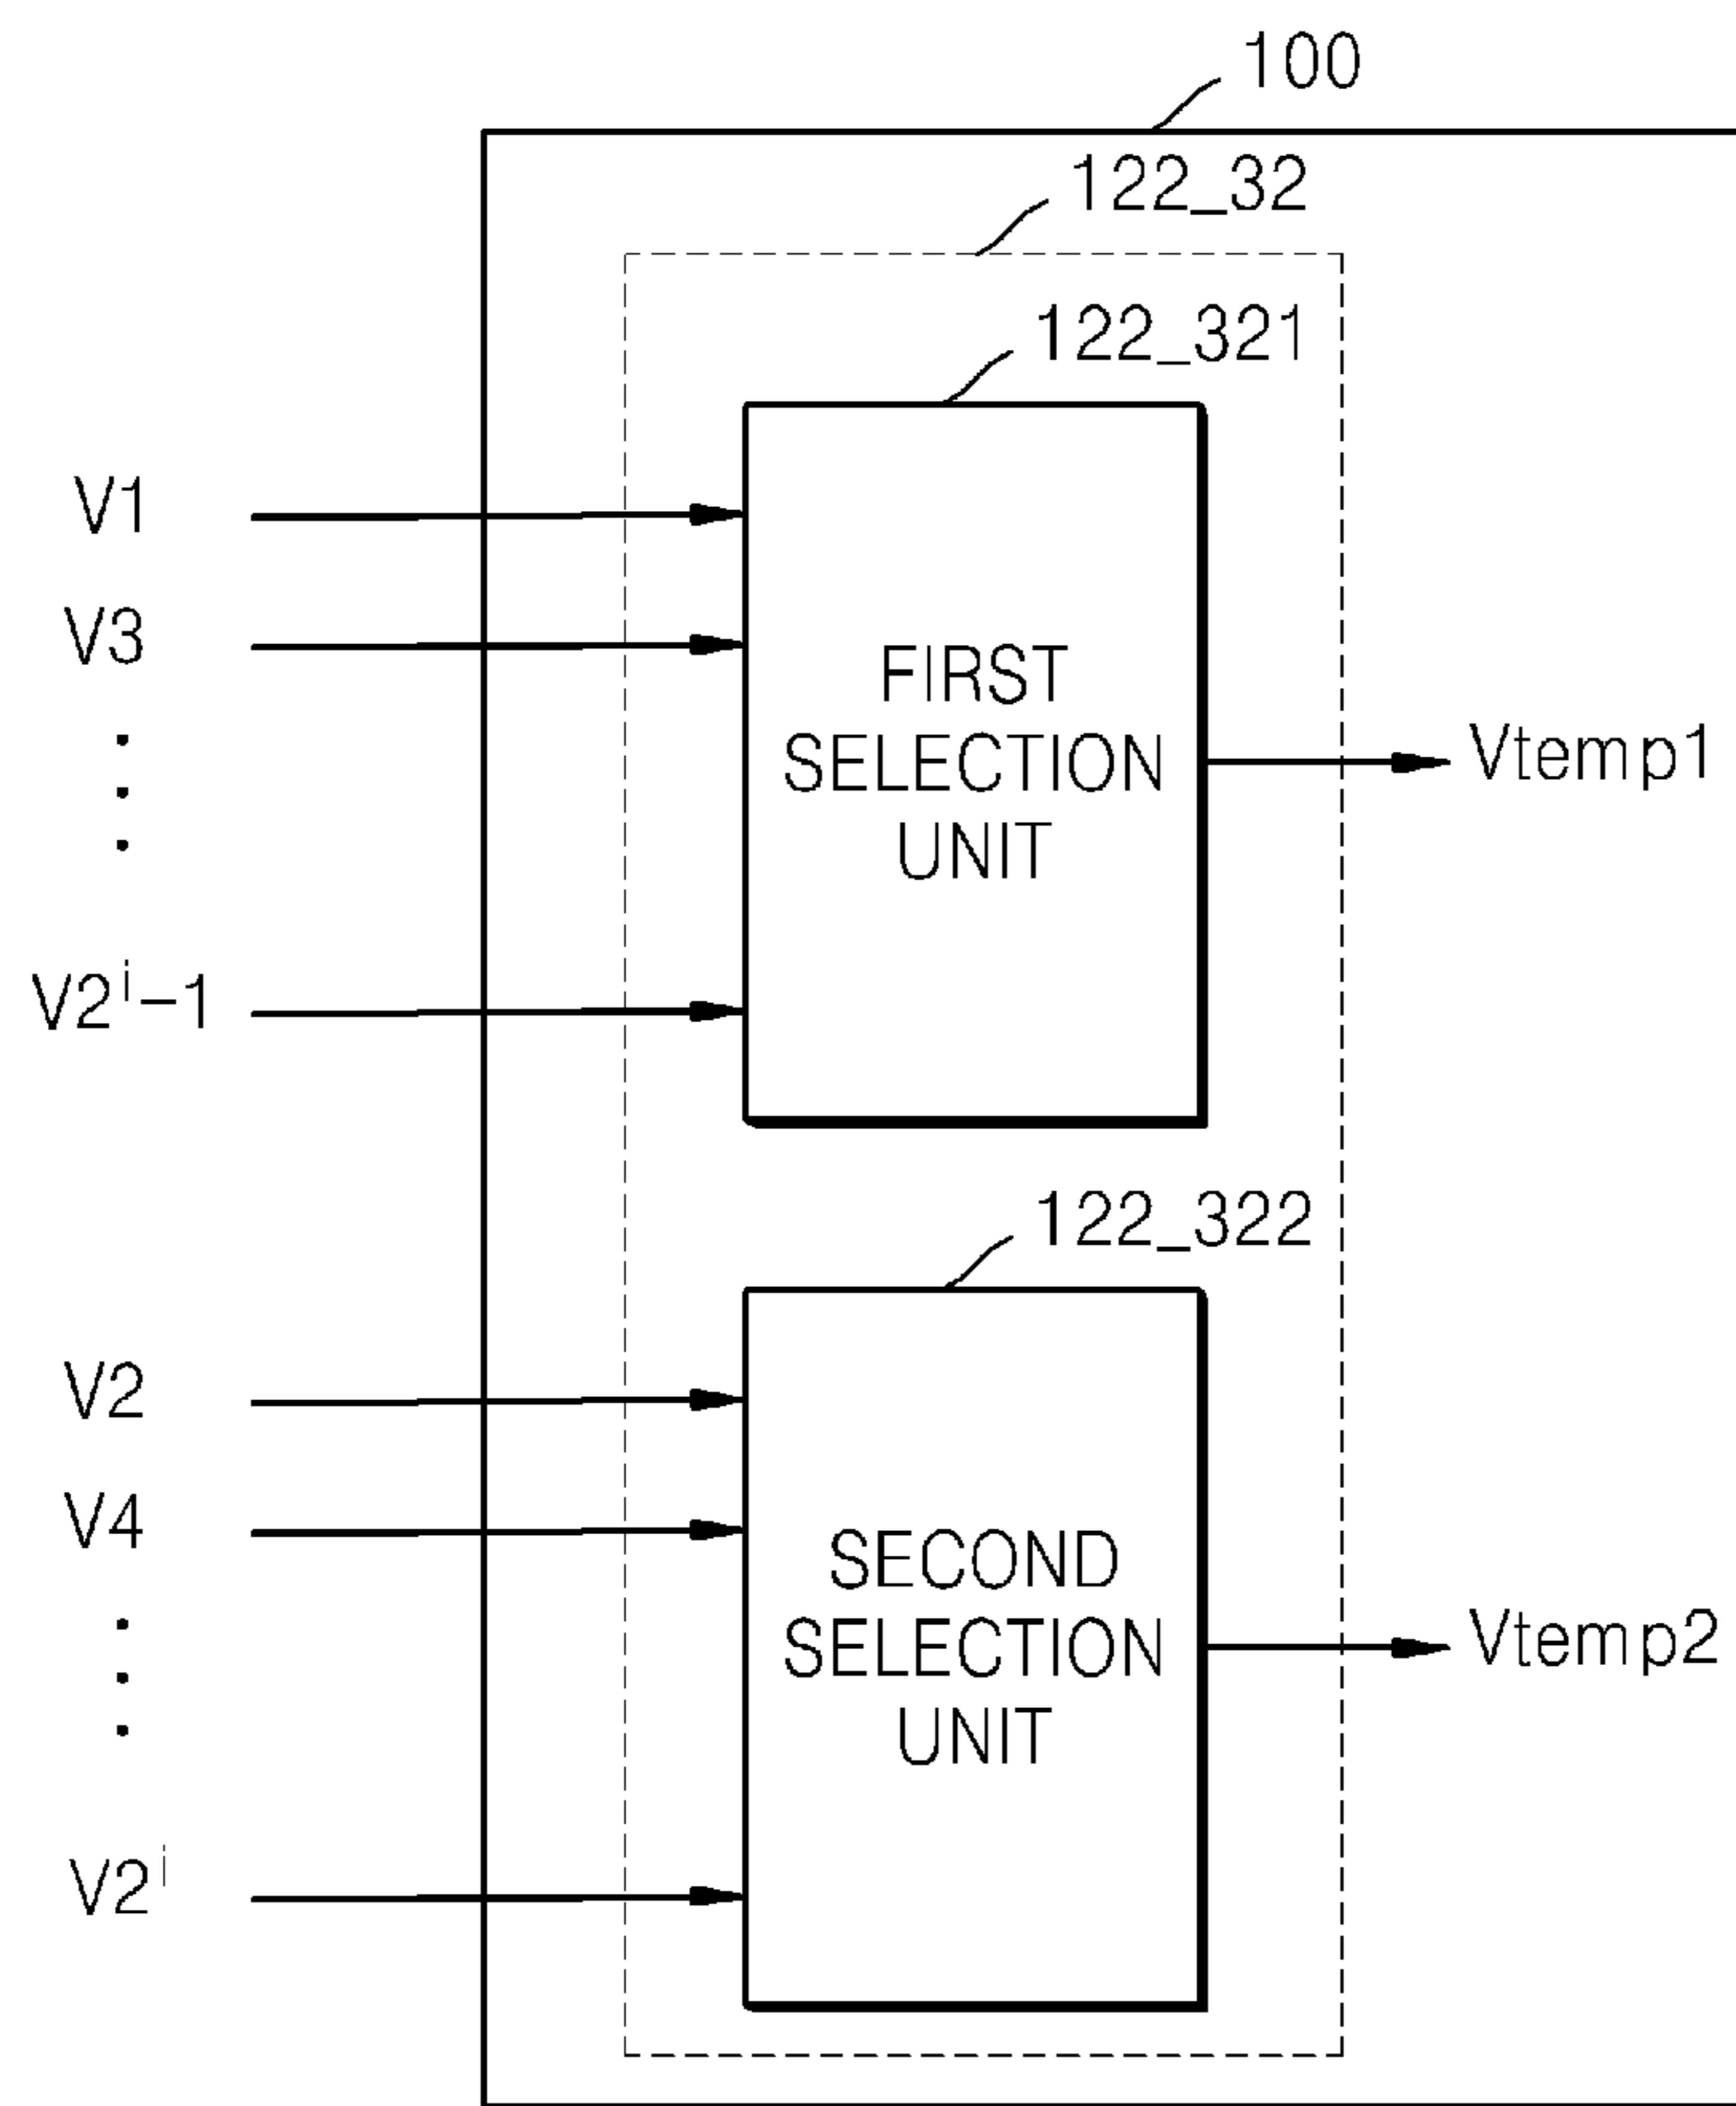 100
122_32
122_321
V1
V3
FIRST
SELECTION
UNIT
Vtemp1
V2ⁱ-1
122_322
V2
V4
SECOND
SELECTION
UNIT
Vtemp2
V2ⁱ